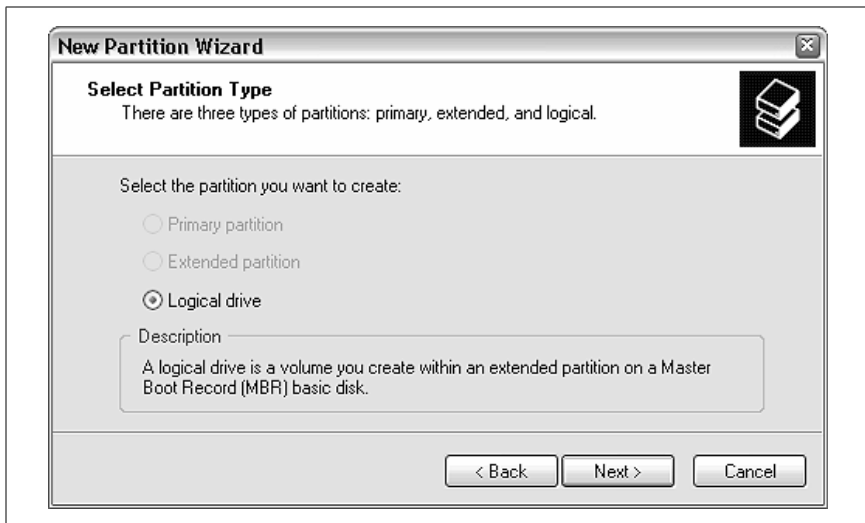 New Partition Wizard
Select Partition Type
There are three types of partitions: primary, extended, and logical.
Select the partition you want to create:
Primary partition
Extended partition
Logical drive
Description
A logical drive is a volume you create within an extended partition on a Master
Boot Record (MBR) basic disk.
< Back Next > Cancel